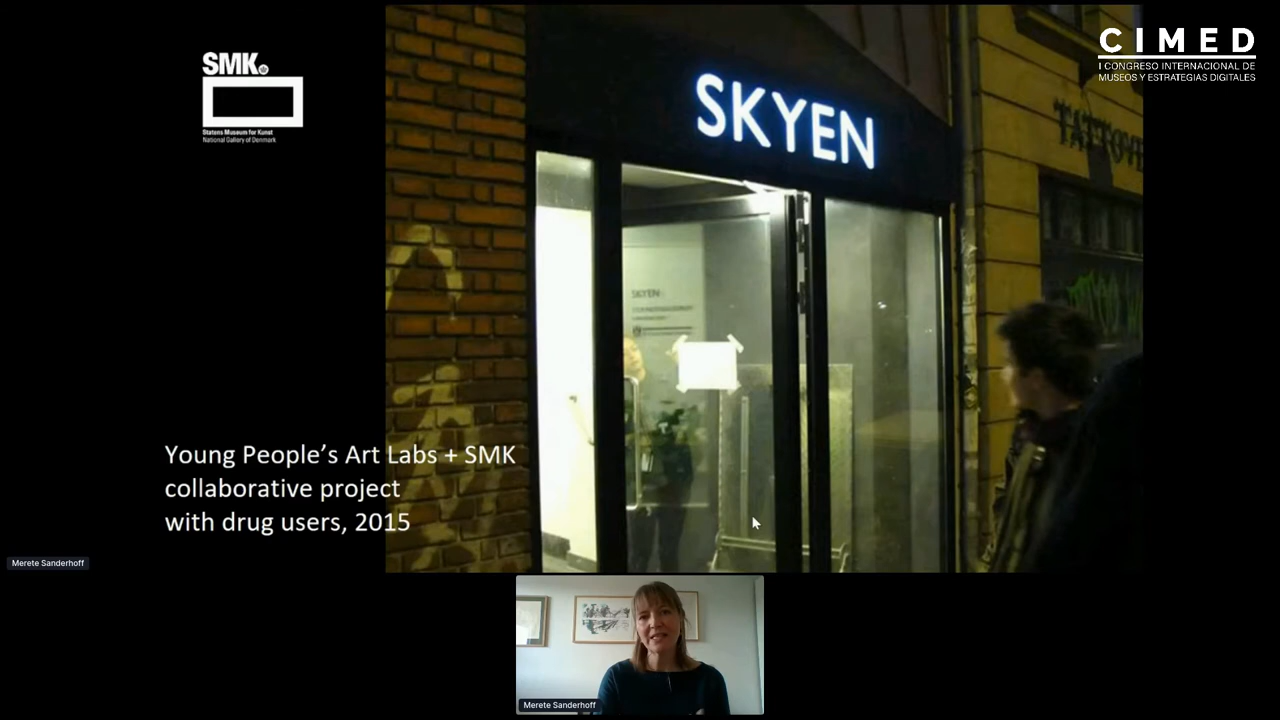 SMK
Statens Museum for Kunst
National Gallery of Denmark
CIMED
I CONGRESO INTERNACIONAL DE
MUSEOS Y ESTRATEGIAS DIGITALES
SKYEN
SKYEN
Young People's Art Labs + SMK
collaborative project
with drug users, 2015
Merete Sanderhoff
Merete Sanderhoff